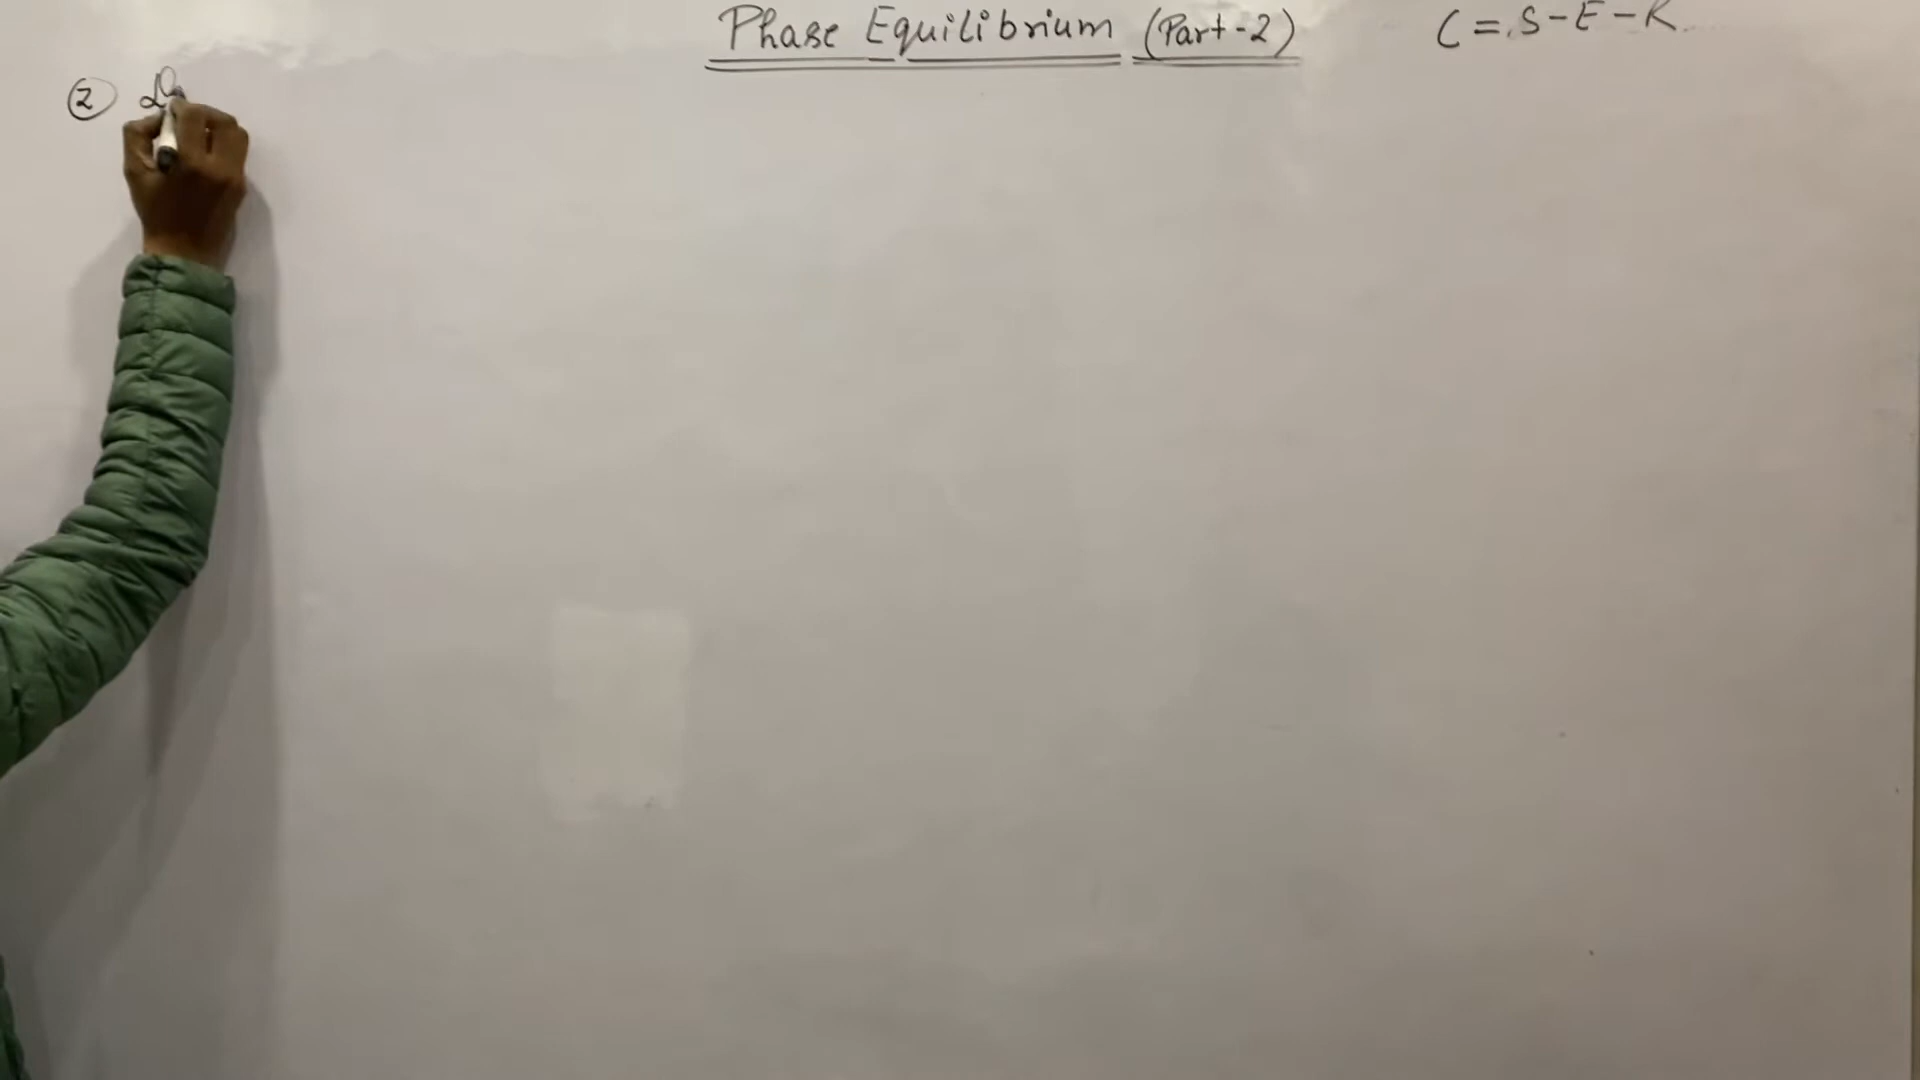 Phase Equilibrium (Part-2)
C = S - E - R
②